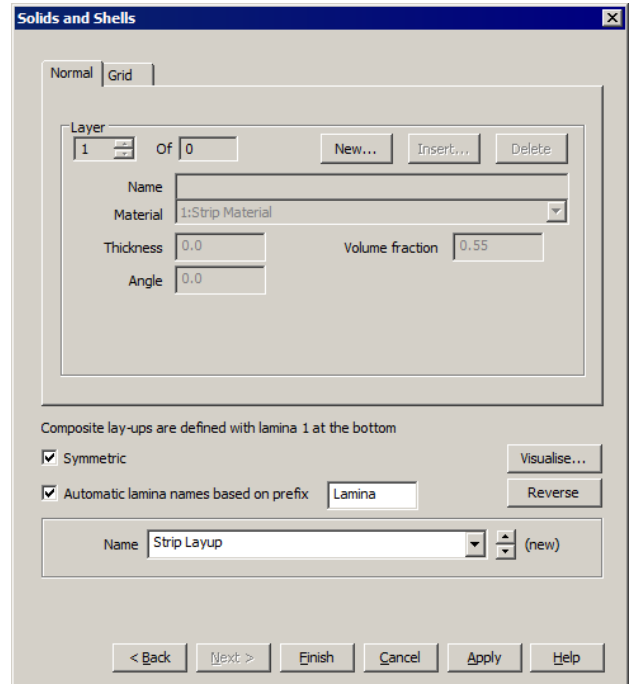 Solids and Shells
Normal Grid
Layer
1 Of 0 New... Insert... Delete
Name
Material 1:Strip Material
Thickness 0.0 Volume fraction 0.55
Angle 0.0
Composite lay-ups are defined with lamina 1 at the bottom
Symmetric Visualise...
Automatic lamina names based on prefix Lamina Reverse
Name Strip Layup (new)
< Back Next > Finish Cancel Apply Help